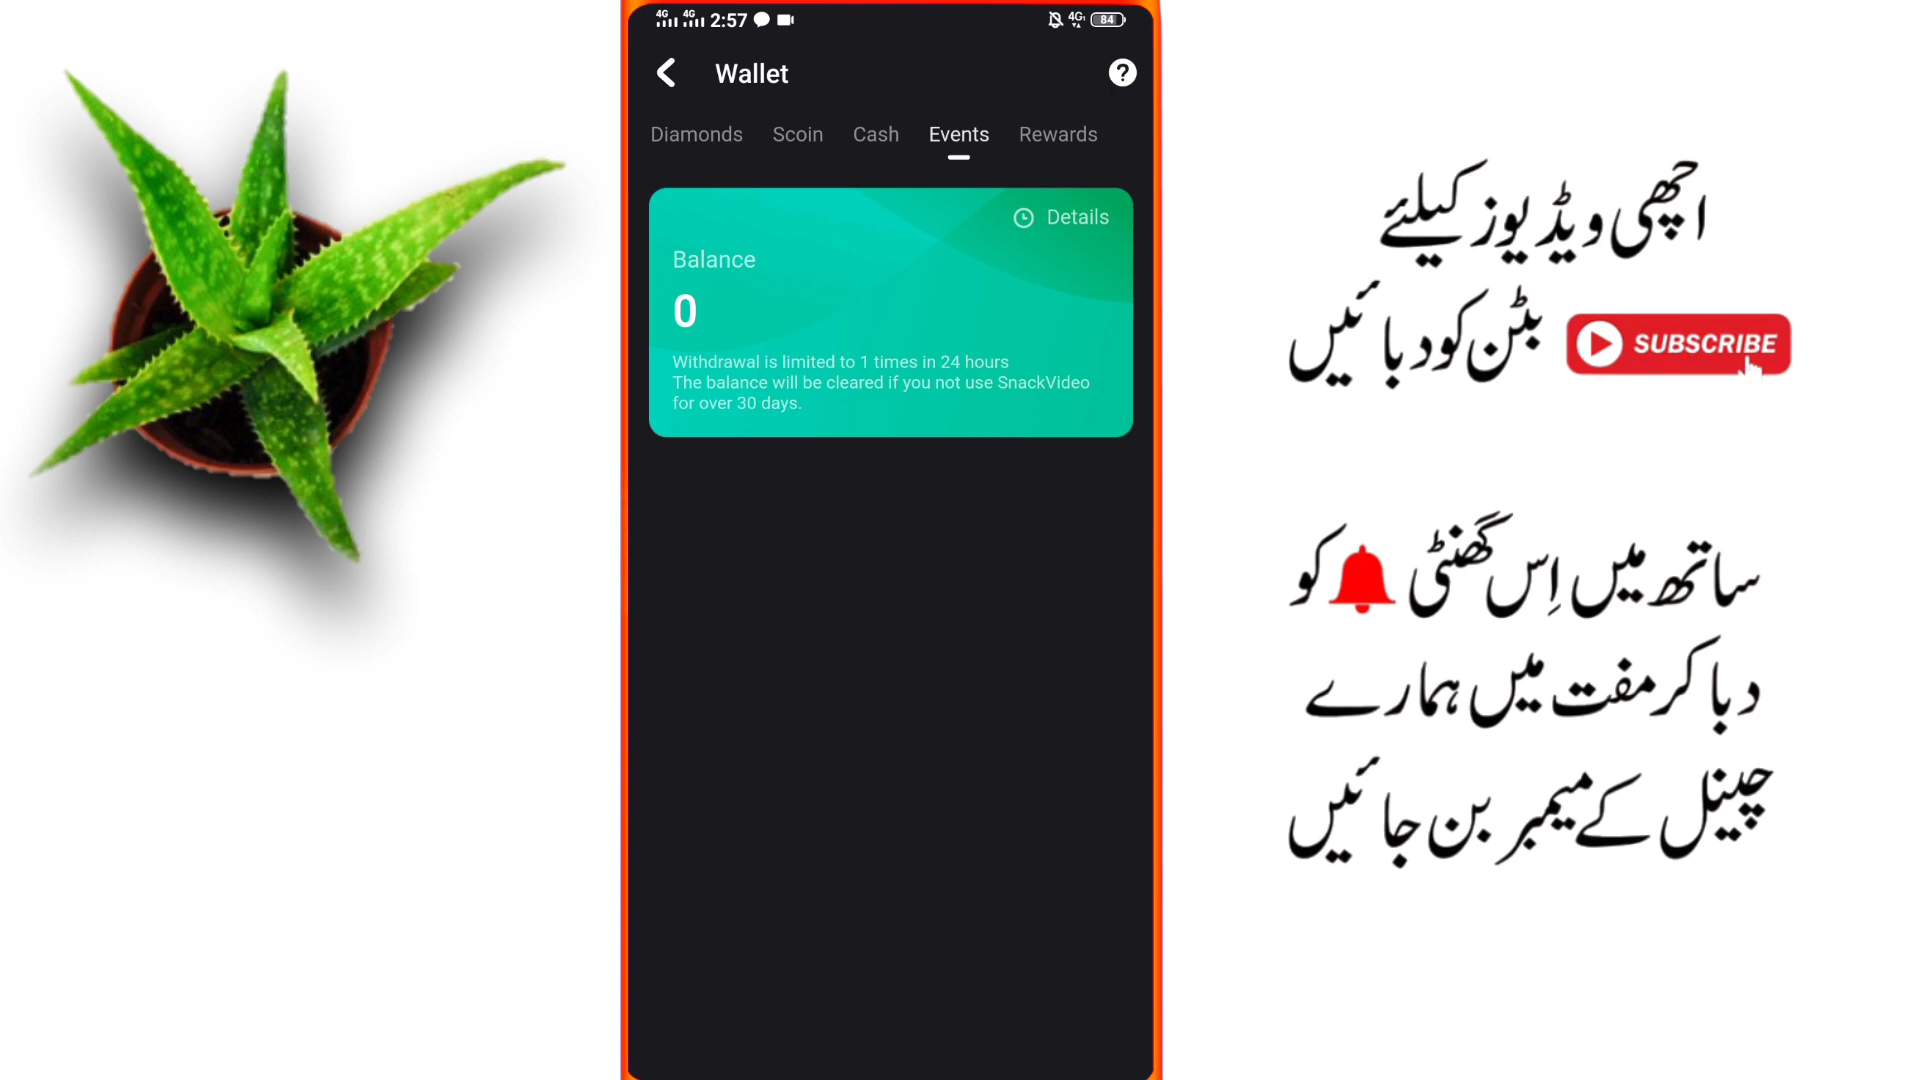 4G 4G 2:57 4G 84
Wallet ?
Diamonds Scoin Cash Events Rewards
Details
Balance
0
Withdrawal is limited to 1 times in 24 hours
The balance will be cleared if you not use SnackVideo
for over 30 days.
اچھی ویڈیوز کیلئے
SUBSCRIBE بٹن کو دبائیں
ساتھ میں اِس گھنٹی کو
دبا کر مفت میں ہمارے
چینل کے میمبر بن جائیں